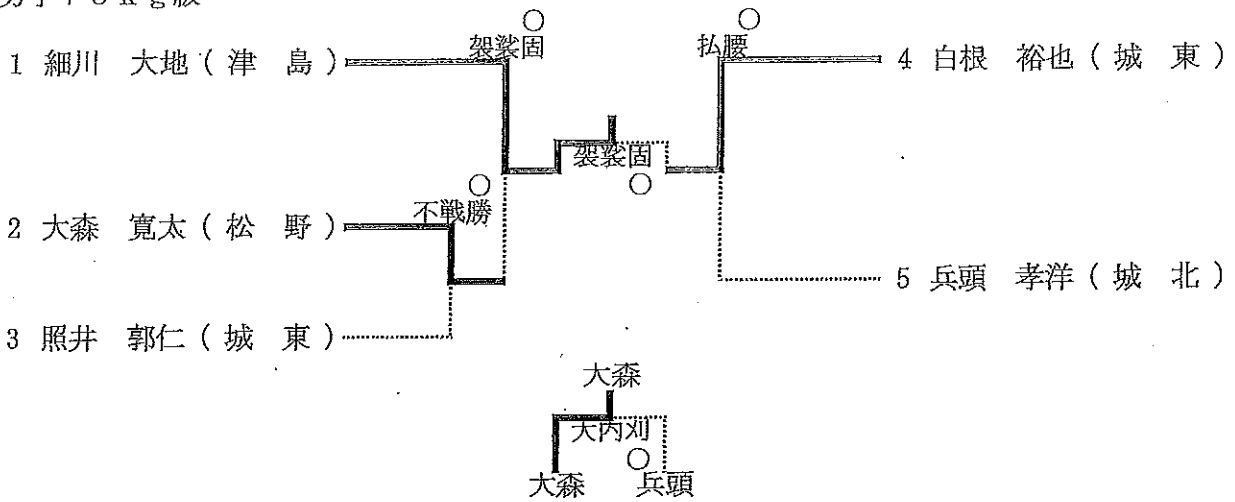 1 細川 大地(津 島)
袈裟固
○
払腰
○
4 白根 裕也(城 東)
袈裟固
○
不戦勝
○
2 大森 寛太(松 野)
5 兵頭 孝洋(城 北)
3 照井 郭仁(城 東)
大森
大内刈
○
大森 兵頭